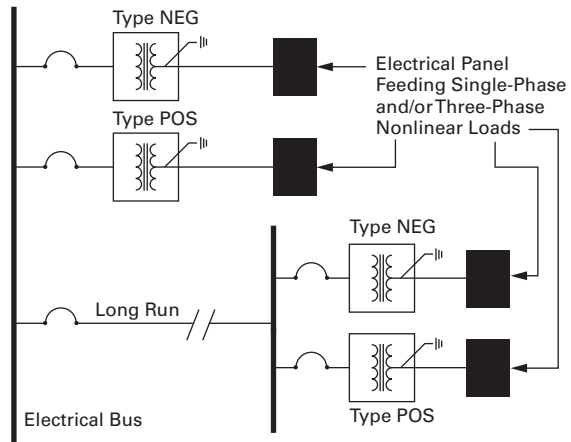 Type NEG
Electrical Panel
Feeding Single-Phase
and/or Three-Phase
Nonlinear Loads
Type POS
Type NEG
Long Run
Type POS
Electrical Bus